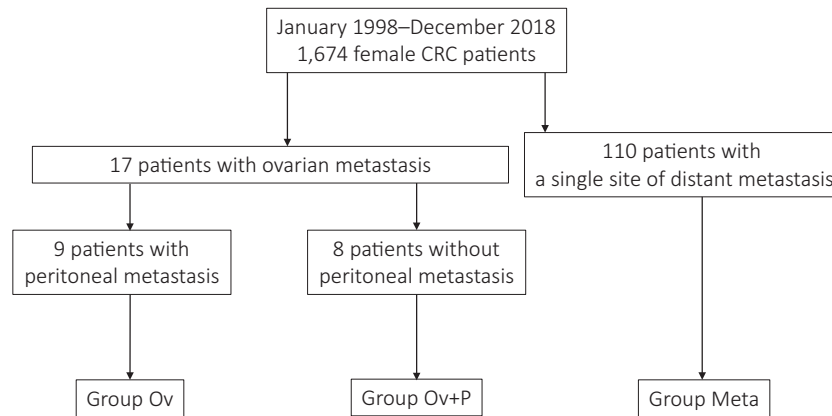 January 1998–December 2018
1,674 female CRC patients
17 patients with ovarian metastasis
110 patients with
a single site of distant metastasis
9 patients with
peritoneal metastasis
8 patients without
peritoneal metastasis
Group Ov
Group Ov+P
Group Meta